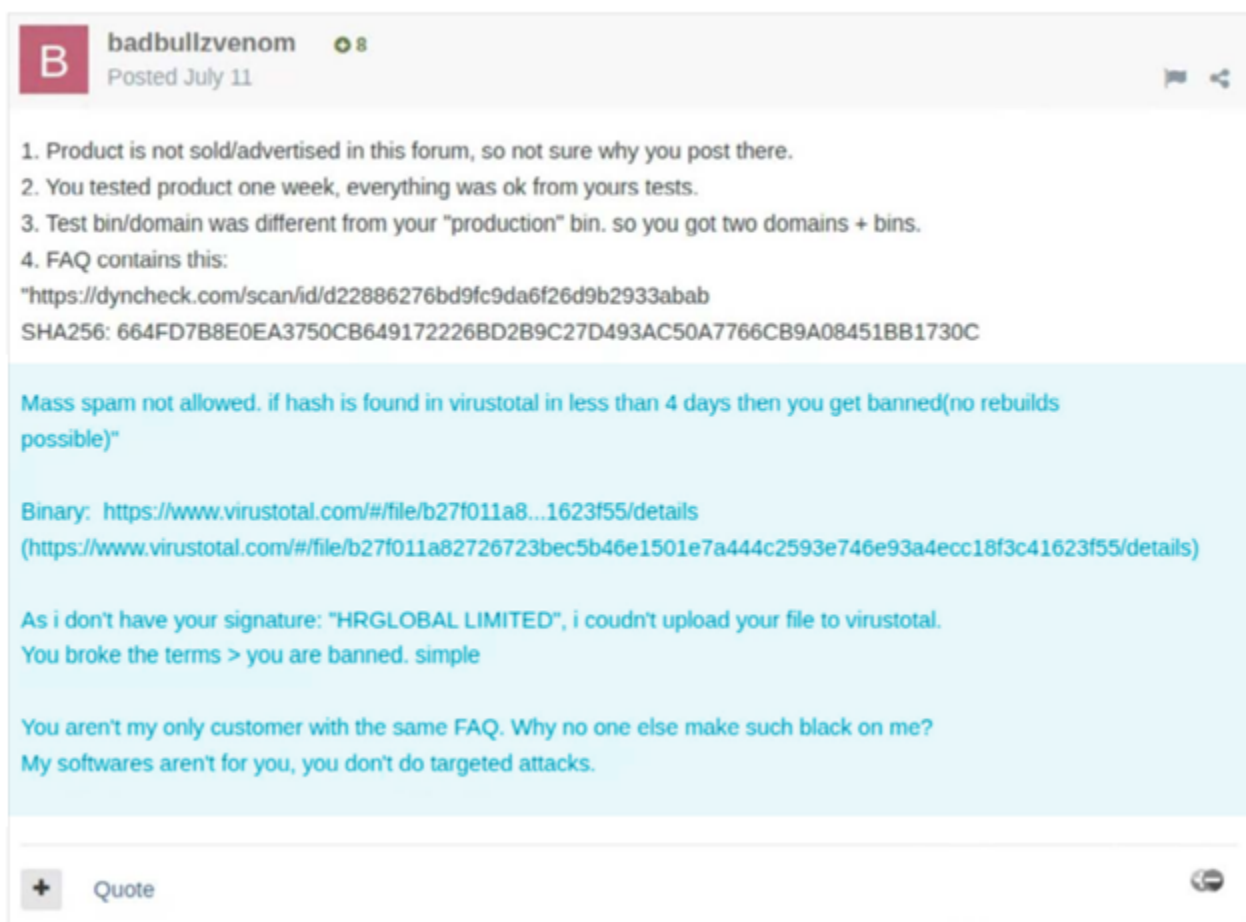 B
badbullzvenom 8
Posted July 11
1. Product is not sold/advertised in this forum, so not sure why you post there.
2. You tested product one week, everything was ok from yours tests.
3. Test bin/domain was different from your "production" bin. so you got two domains + bins.
4. FAQ contains this:
"https://dyncheck.com/scan/id/d22886276bd9fc9da6f26d9b2933abab
SHA256: 664FD7B8E0EA3750CB649172226BD2B9C27D493AC50A7766CB9A08451BB1730C
Mass spam not allowed. if hash is found in virustotal in less than 4 days then you get banned(no rebuilds
possible)"
Binary: https://www.virustotal.com/#/file/b27f011a8...1623f55/details
(https://www.virustotal.com/#/file/b27f011a82726723bec5b46e1501e7a444c2593e746e93a4ecc18f3c41623f55/details)
As i don't have your signature: "HRGLOBAL LIMITED", i coudn't upload your file to virustotal.
You broke the terms > you are banned. simple
You aren't my only customer with the same FAQ. Why no one else make such black on me?
My softwares aren't for you, you don't do targeted attacks.
+ Quote